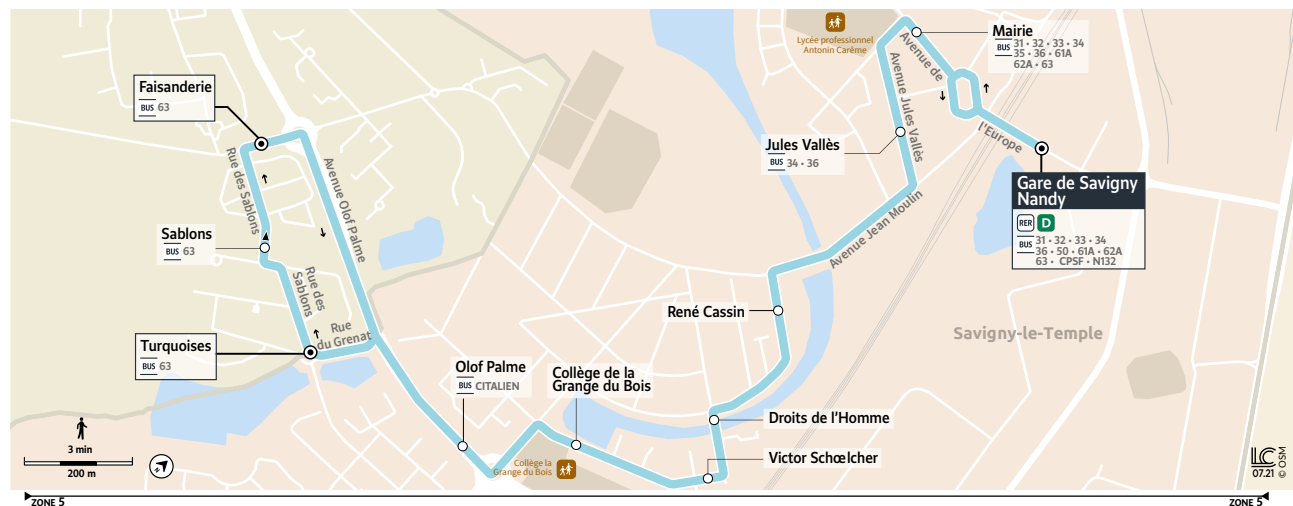 Lycée professionnel
Antonin Carême
Mairie
BUS 31 • 32 • 33 • 34
35 • 36 • 61A
62A • 63
Avenue de
l'Europe
Avenue Jules Vallès
Faisanderie
BUS 63
Jules Vallès
BUS 34 • 36
Rue des Sablons
Avenue Olof Palme
Gare de Savigny
Nandy
RER D
BUS 31 • 32 • 33 • 34
36 • 50 • 61A • 62A
63 • CPSF • N132
Avenue Jean Moulin
Sablons
BUS 63
Rue des
Sablons
René Cassin
Savigny-le-Temple
Rue
du Grenat
Turquoises
BUS 63
Olof Palme
BUS CITALIEN
Collège de la
Grange du Bois
Droits de l'Homme
Victor Schœlcher
Collège la
Grange du Bois
3 min
200 m
LC
07.21
© OSM
ZONE 5
ZONE 5